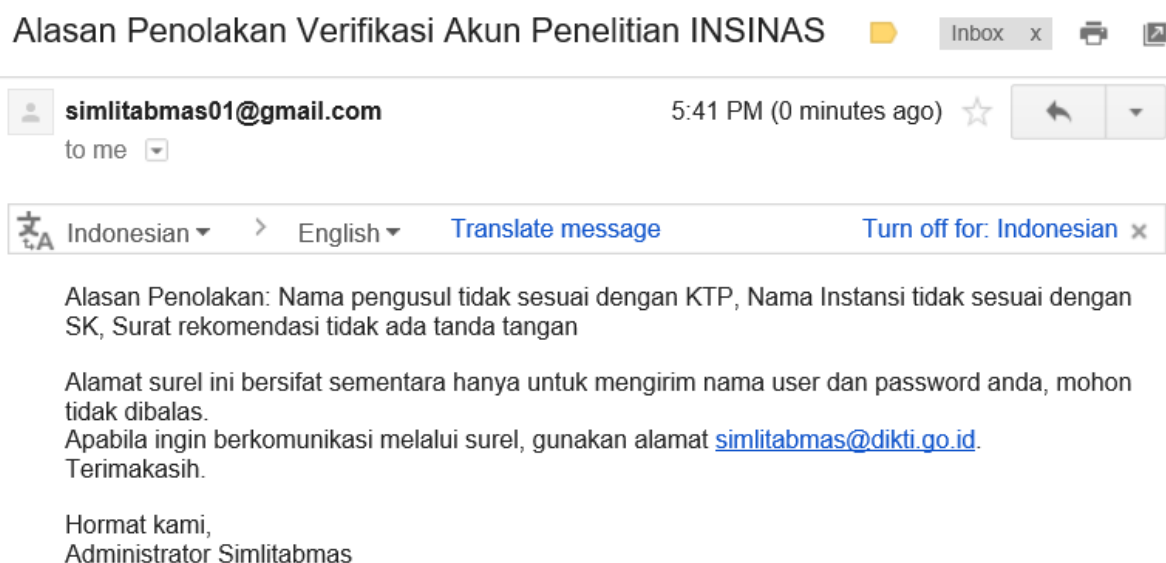 Alasan Penolakan Verifikasi Akun Penelitian INSINAS
Inbox x
simlitabmas01@gmail.com 5:41 PM (0 minutes ago)
to me
Indonesian > English Translate message Turn off for: Indonesian ×
Alasan Penolakan: Nama pengusul tidak sesuai dengan KTP, Nama Instansi tidak sesuai dengan
SK, Surat rekomendasi tidak ada tanda tangan
Alamat surel ini bersifat sementara hanya untuk mengirim nama user dan password anda, mohon
tidak dibalas.
Apabila ingin berkomunikasi melalui surel, gunakan alamat simlitabmas@dikti.go.id.
Terimakasih.
Hormat kami,
Administrator Simlitabmas